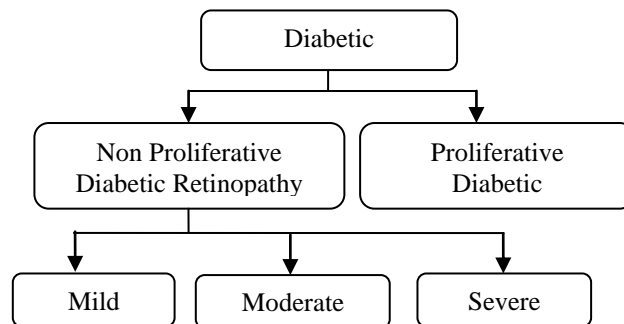 Diabetic
Non Proliferative
Diabetic Retinopathy
Proliferative
Diabetic
Mild
Moderate
Severe